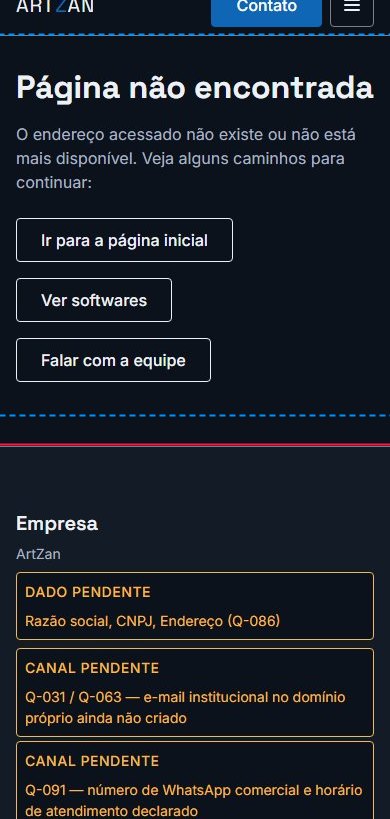 ARTZAN
Contato
Página não encontrada
O endereço acessado não existe ou não está
mais disponível. Veja alguns caminhos para
continuar:
Ir para a página inicial
Ver softwares
Falar com a equipe
Empresa
ArtZan
DADO PENDENTE
Razão social, CNPJ, Endereço (Q-086)
CANAL PENDENTE
Q-031 / Q-063 — e-mail institucional no domínio
próprio ainda não criado
CANAL PENDENTE
Q-091 — número de WhatsApp comercial e horário
de atendimento declarado